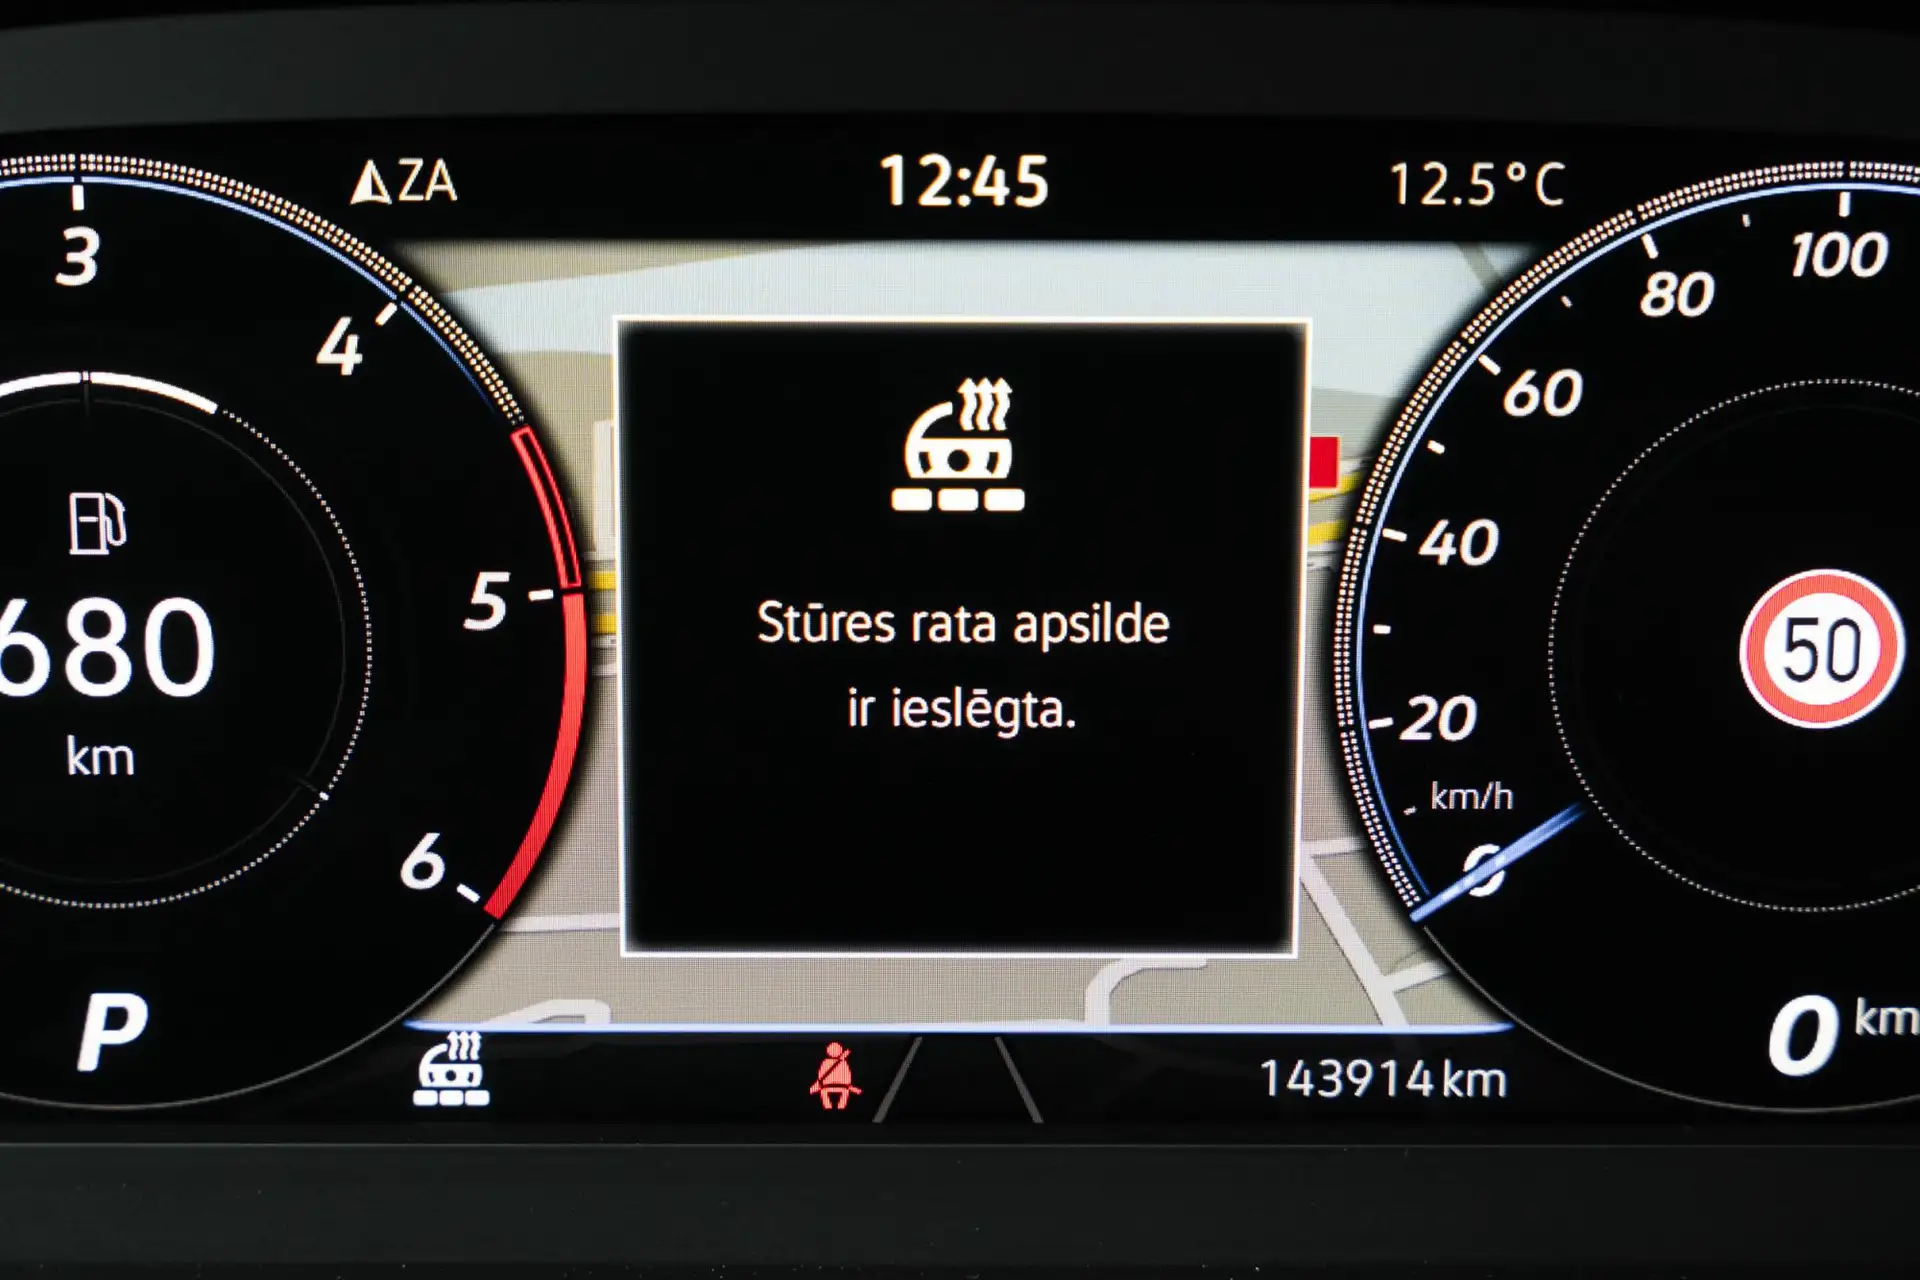 ZA
12:45
12.5°C
3
4
5
6
680
km
P
Stūres rata apsilde
ir ieslēgta.
100
80
60
40
20
km/h
0
50
0 km
143914 km